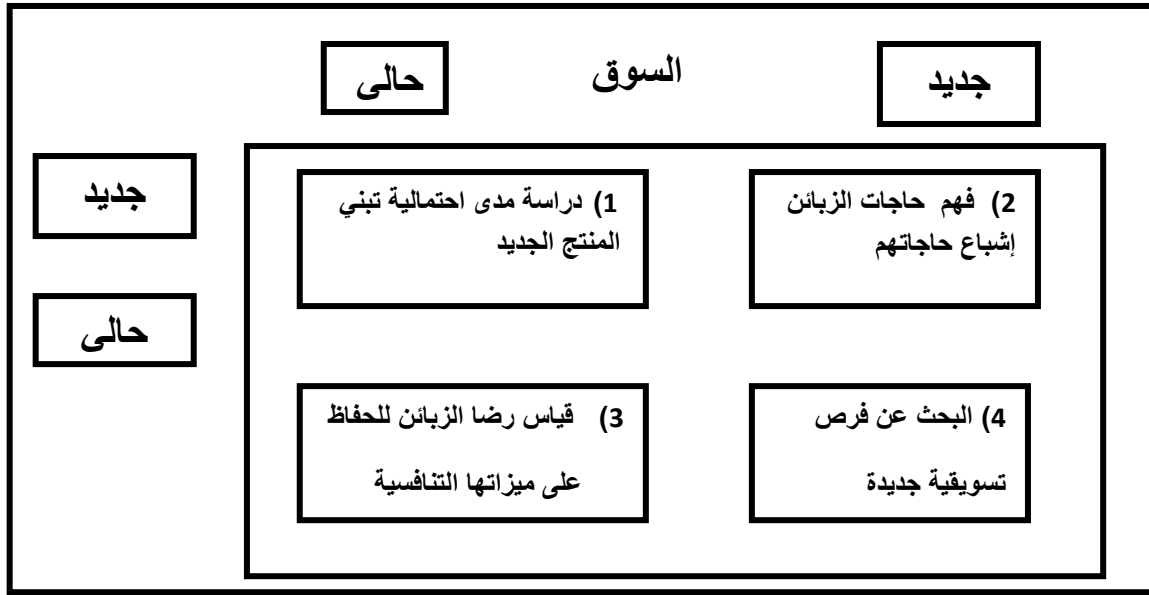 السوق
حالى
جديد
جديد
حالى
1) دراسة مدى احتمالية تبني
المنتج الجديد
2) فهم حاجات الزبائن
إشباع حاجاتهم
3) قياس رضا الزبائن للحفاظ
على ميزاتها التنافسية
4) البحث عن فرص
تسويقية جديدة